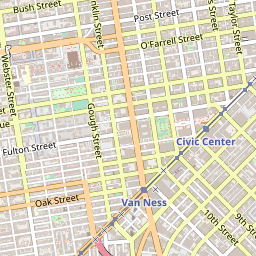 Bush Street
Post Street
O'Farrell Street
Taylor Street
Webster Street
Gough Street
Fulton Street
Civic Center
Oak Street
Van Ness
10th Street
9th Street